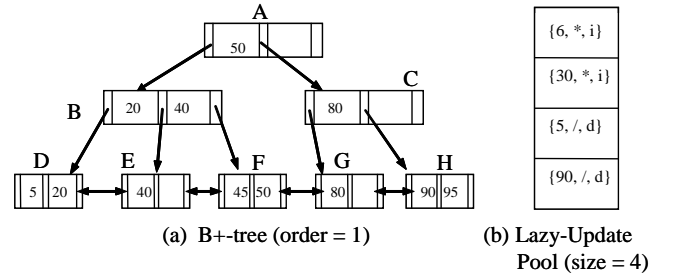 A
50
{6, *, i}
{30, *, i}
{5, /, d}
{90, /, d}
B
20 40
C
80
D
5 20
E
40
F
45 50
G
80
H
90 95
(a) B+-tree (order = 1)
(b) Lazy-Update
Pool (size = 4)